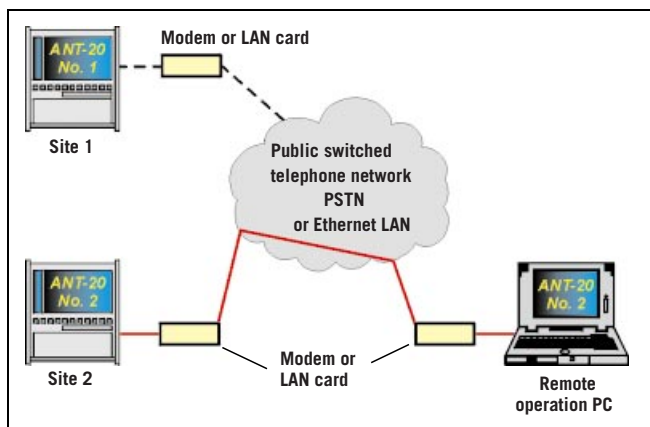 Modem or LAN card
ANT-20
No. 1
Site 1
Public switched
telephone network
PSTN
or Ethernet LAN
ANT-20
No. 2
Site 2
Modem or
LAN card
ANT-20
No. 2
Remote
operation PC